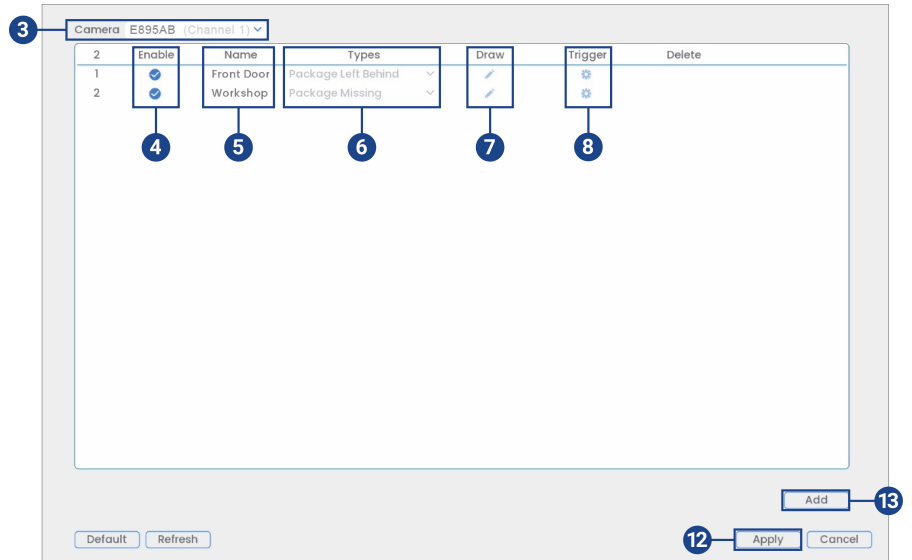 3 Camera E895AB (Channel 1)
2 Enable Name Types Draw Trigger Delete
1 Front Door Package Left Behind
2 Workshop Package Missing
4 5 6 7 8
Add 13
Default Refresh 12 Apply Cancel